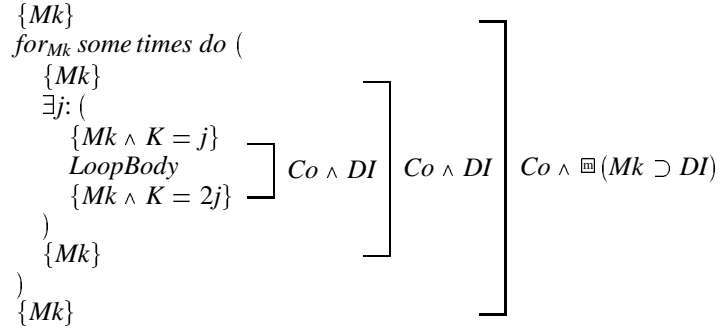 {Mk}
for_Mk some times do (
{Mk}
∃j: (
{Mk ∧ K = j}
LoopBody
{Mk ∧ K = 2j}
)
{Mk}
)
{Mk}
Co ∧ DI
Co ∧ DI
Co ∧ ⓜ (Mk ⊃ DI)